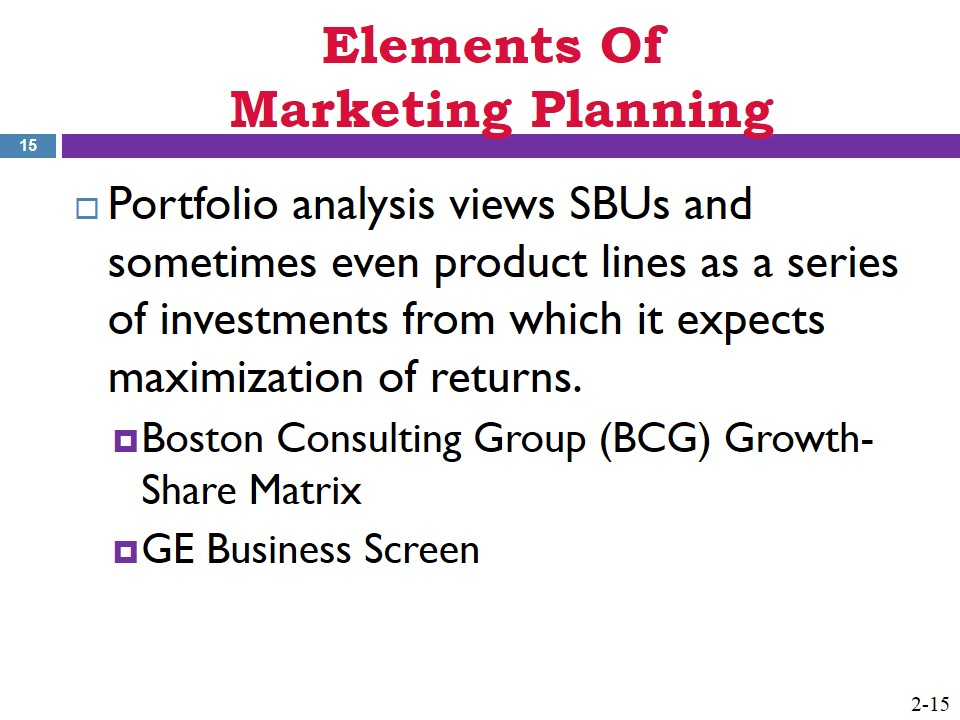 Elements Of
Marketing Planning
15
Portfolio analysis views SBUs and
sometimes even product lines as a series
of investments from which it expects
maximization of returns.
Boston Consulting Group (BCG) Growth-
Share Matrix
GE Business Screen
2-15